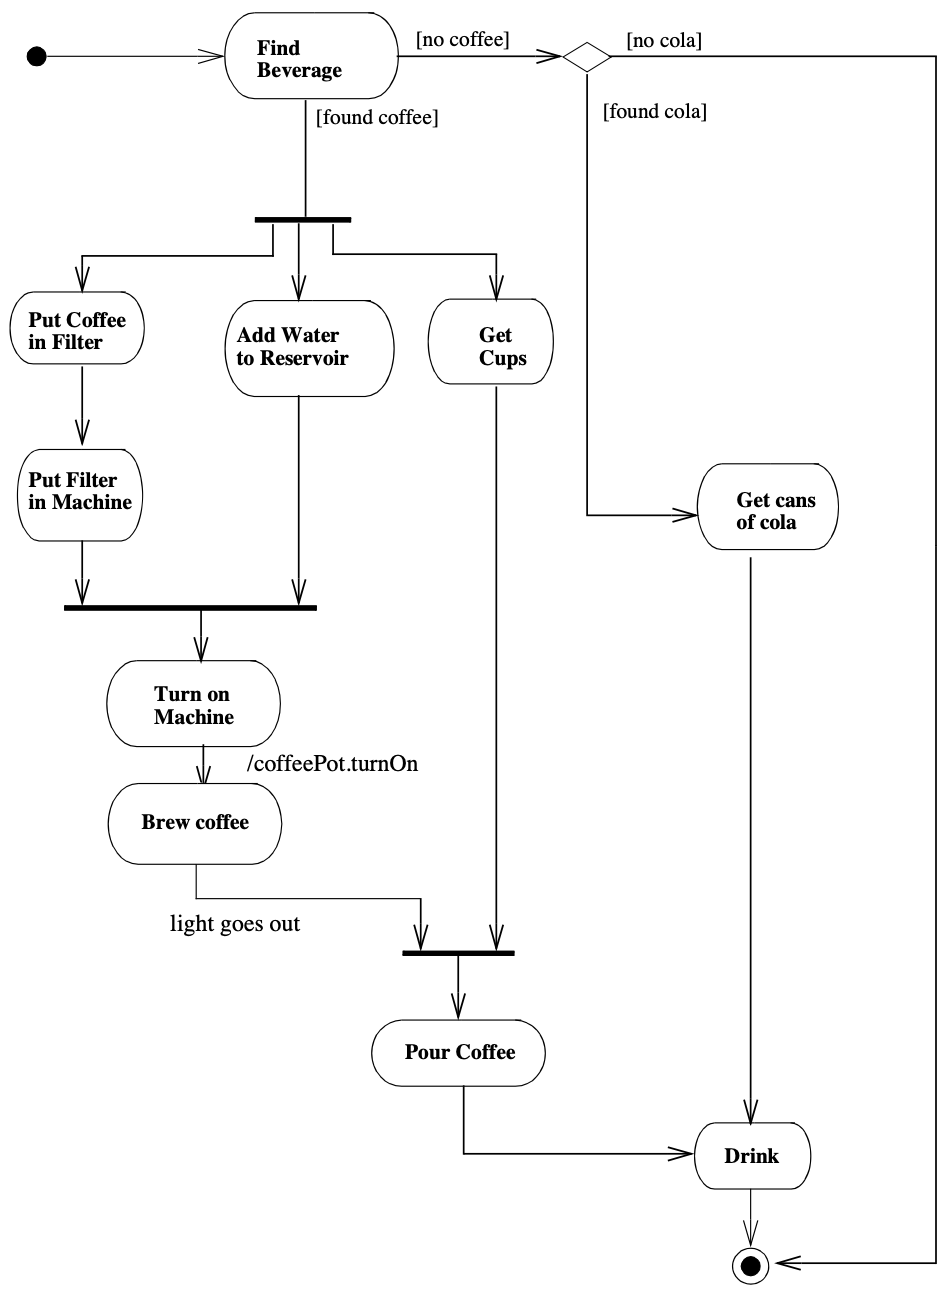 Find
Beverage
[no coffee]
[no cola]
[found coffee]
[found cola]
Put Coffee
in Filter
Add Water
to Reservoir
Get
Cups
Put Filter
in Machine
Get cans
of cola
Turn on
Machine
/coffeePot.turnOn
Brew coffee
light goes out
Pour Coffee
Drink